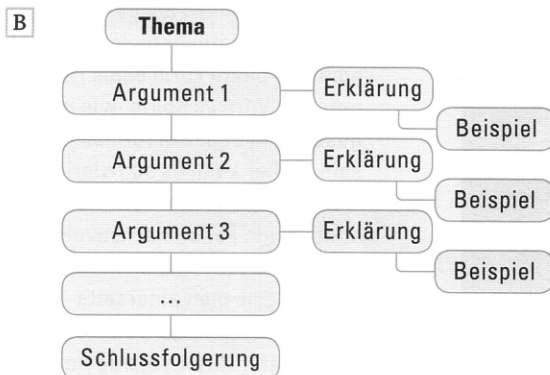 B
Thema
Argument 1
Erklärung
Beispiel
Argument 2
Erklärung
Beispiel
Argument 3
Erklärung
Beispiel
...
Schlussfolgerung